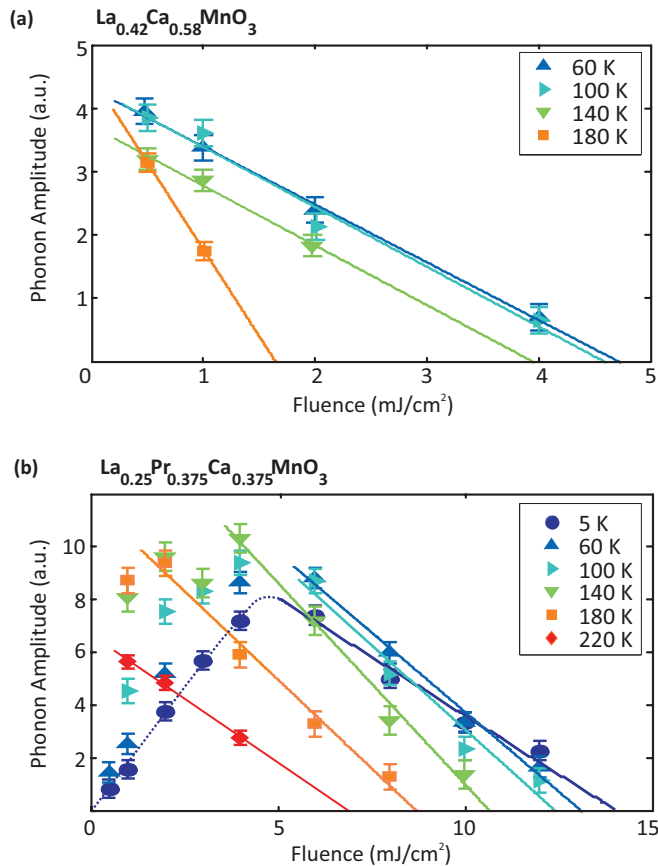 (a) La0.42Ca0.58MnO3
Phonon Amplitude (a.u.)
5
4
3
2
1
0
0 1 2 3 4 5
60 K
100 K
140 K
180 K
Fluence (mJ/cm²)
(b) La0.25Pr0.375Ca0.375MnO3
Phonon Amplitude (a.u.)
10
8
6
4
2
0 5 10 15
5 K
60 K
100 K
140 K
180 K
220 K
Fluence (mJ/cm²)